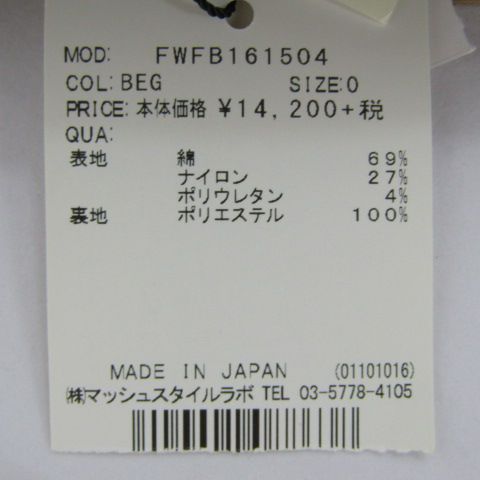 MOD: FWFB161504
COL: BEG SIZE: 0
PRICE: 本体価格 ¥14,200+税
QUA:
表地 綿 69%
ナイロン 27%
ポリウレタン 4%
裏地 ポリエステル 100%
MADE IN JAPAN (01101016)
㈱マッシュスタイルラボ TEL 03-5778-4105